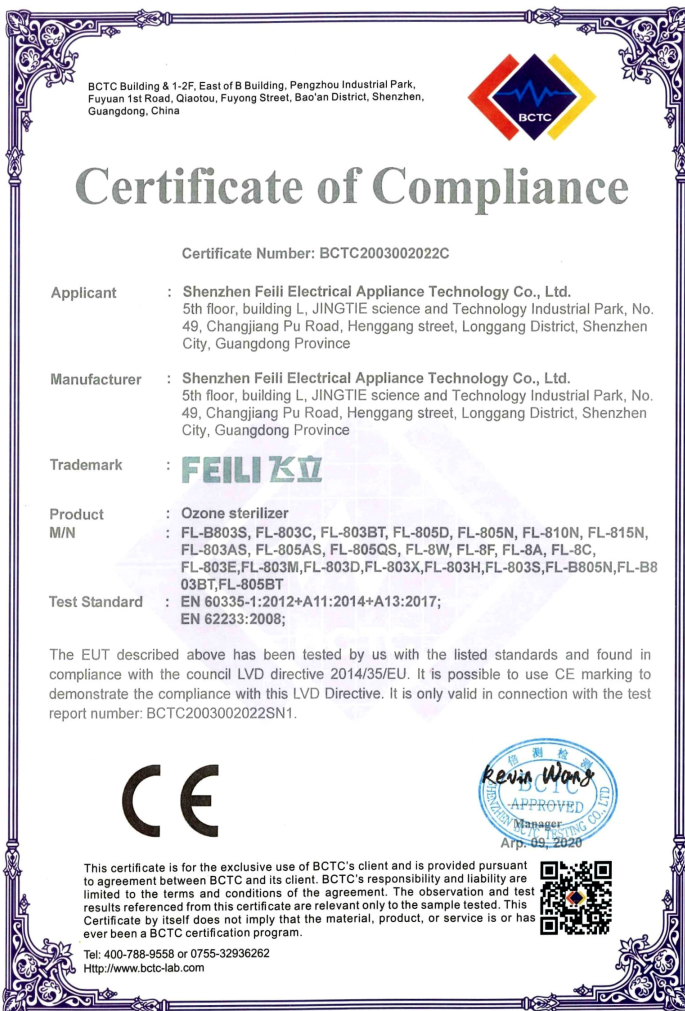 BCTC Building & 1-2F, East of B Building, Pengzhou Industrial Park,
Fuyuan 1st Road, Qiaotou, Fuyong Street, Bao'an District, Shenzhen,
Guangdong, China
BCTC
Certificate of Compliance
Certificate Number: BCTC2003002022C
Applicant : Shenzhen Feili Electrical Appliance Technology Co., Ltd.
5th floor, building L, JINGTIE science and Technology Industrial Park, No.
49, Changjiang Pu Road, Henggang street, Longgang District, Shenzhen
City, Guangdong Province
Manufacturer : Shenzhen Feili Electrical Appliance Technology Co., Ltd.
5th floor, building L, JINGTIE science and Technology Industrial Park, No.
49, Changjiang Pu Road, Henggang street, Longgang District, Shenzhen
City, Guangdong Province
Trademark : FEILI 飞立
Product : Ozone sterilizer
M/N : FL-B803S, FL-803C, FL-803BT, FL-805D, FL-805N, FL-810N, FL-815N,
FL-803AS, FL-805AS, FL-805QS, FL-8W, FL-8F, FL-8A, FL-8C,
FL-803E,FL-803M,FL-803D,FL-803X,FL-803H,FL-803S,FL-B805N,FL-B8
03BT,FL-805BT
Test Standard : EN 60335-1:2012+A11:2014+A13:2017;
EN 62233:2008;
The EUT described above has been tested by us with the listed standards and found in
compliance with the council LVD directive 2014/35/EU. It is possible to use CE marking to
demonstrate the compliance with this LVD Directive. It is only valid in connection with the test
report number: BCTC2003002022SN1.
CE
倍测检测
Kevin Wang
BCTC
APPROVED
Manager
SHENZHEN BCTC TESTING CO., LTD
Arp. 09, 2020
This certificate is for the exclusive use of BCTC's client and is provided pursuant
to agreement between BCTC and its client. BCTC's responsibility and liability are
limited to the terms and conditions of the agreement. The observation and test
results referenced from this certificate are relevant only to the sample tested. This
Certificate by itself does not imply that the material, product, or service is or has
ever been a BCTC certification program.
Tel: 400-788-9558 or 0755-32936262
Http://www.bctc-lab.com